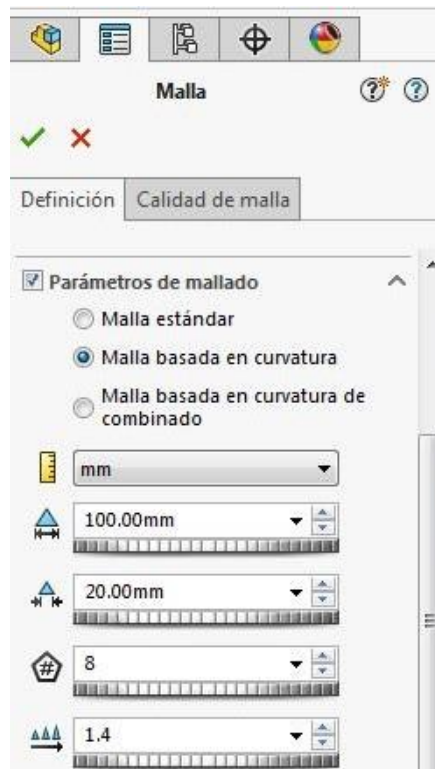 Malla
Definición Calidad de malla
Parámetros de mallado
Malla estándar
Malla basada en curvatura
Malla basada en curvatura de
combinado
mm
100.00mm
20.00mm
# 8
1.4